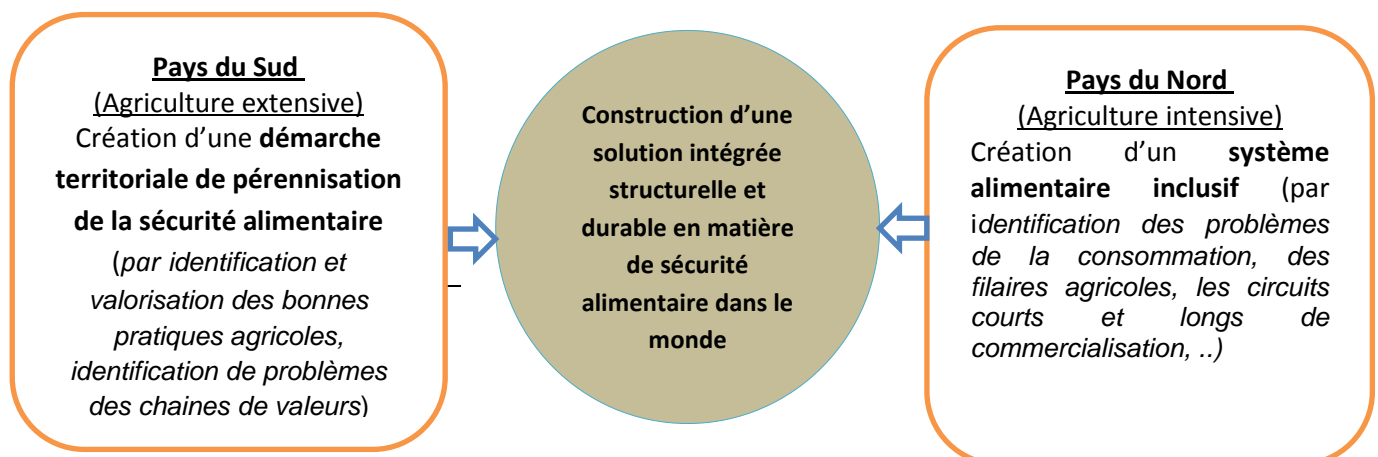 Pays du Sud
(Agriculture extensive)
Création d’une démarche
territoriale de pérennisation
de la sécurité alimentaire
(par identification et
valorisation des bonnes
pratiques agricoles,
identification de problèmes
des chaines de valeurs)
Construction d’une
solution intégrée
structurelle et
durable en matière
de sécurité
alimentaire dans le
monde
Pays du Nord
(Agriculture intensive)
Création d’un système
alimentaire inclusif (par
identification des problèmes
de la consommation, des
filaires agricoles, les circuits
courts et longs de
commercialisation, ..)